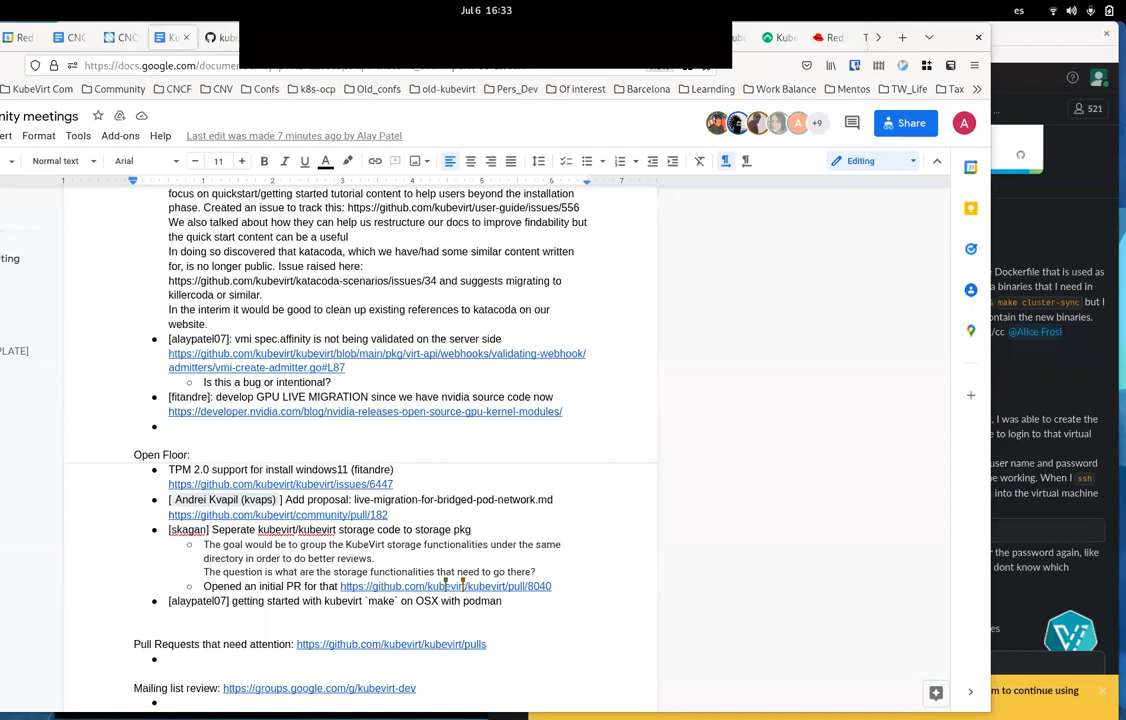 Jul 6 16:33
es
Red
CNC
CNC
Ku
kube
ube
Kube
Red
T
https://docs.google.com/documen
KubeVirt Com
Community
CNCF
CNV
Confs
k8s-ocp
Old_confs
old-kubevirt
Pers_Dev
Of interest
Barcelona
Learnding
Work Balance
Mentos
TW_Life
Tax
nity meetings
ert Format Tools Add-ons Help Last edit was made 7 minutes ago by Alay Patel
A +9 Share A
Normal text Arial 11 Editing
1 1 2 3 4 5 6 7
focus on quickstart/getting started tutorial content to help users beyond the installation
phase. Created an issue to track this: https://github.com/kubevirt/user-guide/issues/556
We also talked about how they can help us restructure our docs to improve findability but
the quick start content can be a useful
In doing so discovered that katacoda, which we have/had some similar content written
for, is no longer public. Issue raised here:
https://github.com/kubevirt/katacoda-scenarios/issues/34 and suggests migrating to
killercoda or similar.
In the interim it would be good to clean up existing references to katacoda on our
website.
● [alaypatel07]: vmi spec.affinity is not being validated on the server side
https://github.com/kubevirt/kubevirt/blob/main/pkg/virt-api/webhooks/validating-webhook/
admitters/vmi-create-admitter.go#L87
○ Is this a bug or intentional?
● [fitandre]: develop GPU LIVE MIGRATION since we have nvidia source code now
https://developer.nvidia.com/blog/nvidia-releases-open-source-gpu-kernel-modules/
●
Open Floor:
● TPM 2.0 support for install windows11 (fitandre)
https://github.com/kubevirt/kubevirt/issues/6447
● [ Andrei Kvapil (kvaps) ] Add proposal: live-migration-for-bridged-pod-network.md
https://github.com/kubevirt/community/pull/182
● [skagan] Seperate kubevirt/kubevirt storage code to storage pkg
○ The goal would be to group the KubeVirt storage functionalities under the same
directory in order to do better reviews.
The question is what are the storage functionalities that need to go there?
○ Opened an initial PR for that https://github.com/kubevirt/kubevirt/pull/8040
● [alaypatel07] getting started with kubevirt `make` on OSX with podman
Pull Requests that need attention: https://github.com/kubevirt/kubevirt/pulls
●
Mailing list review: https://groups.google.com/g/kubevirt-dev
●
eting
PLATE]
521
...
e Dockerfile that is used as
a binaries that I need in
make cluster-sync but I
ontain the new binaries.
/cc @Alice Frosi
, I was able to create the
e to login to that virtual
user name and password
e working. When I ssh
into the virtual machine
or the password again, like
dont know which
es
m to continue using